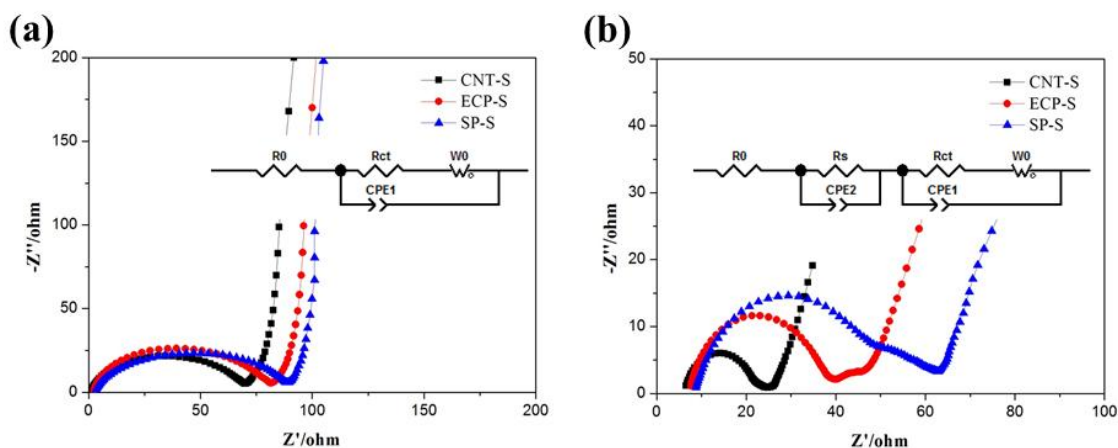 (a)
200
150
100
50
0
-Z''/ohm
0
50
100
150
200
Z'/ohm
CNT-S
ECP-S
SP-S
R0
Rct
W0
CPE1
(b)
50
40
30
20
10
0
-Z''/ohm
0
20
40
60
80
100
Z'/ohm
CNT-S
ECP-S
SP-S
R0
Rs
Rct
W0
CPE2
CPE1